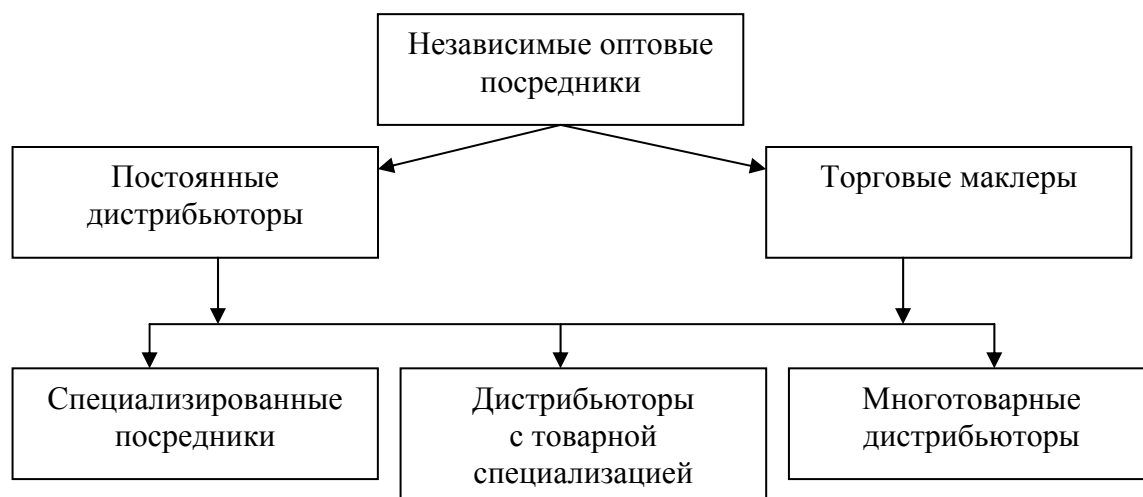 Независимые оптовые
посредники
Постоянные
дистрибьюторы
Торговые маклеры
Специализированные
посредники
Дистрибьюторы
с товарной
специализацией
Многотоварные
дистрибьюторы